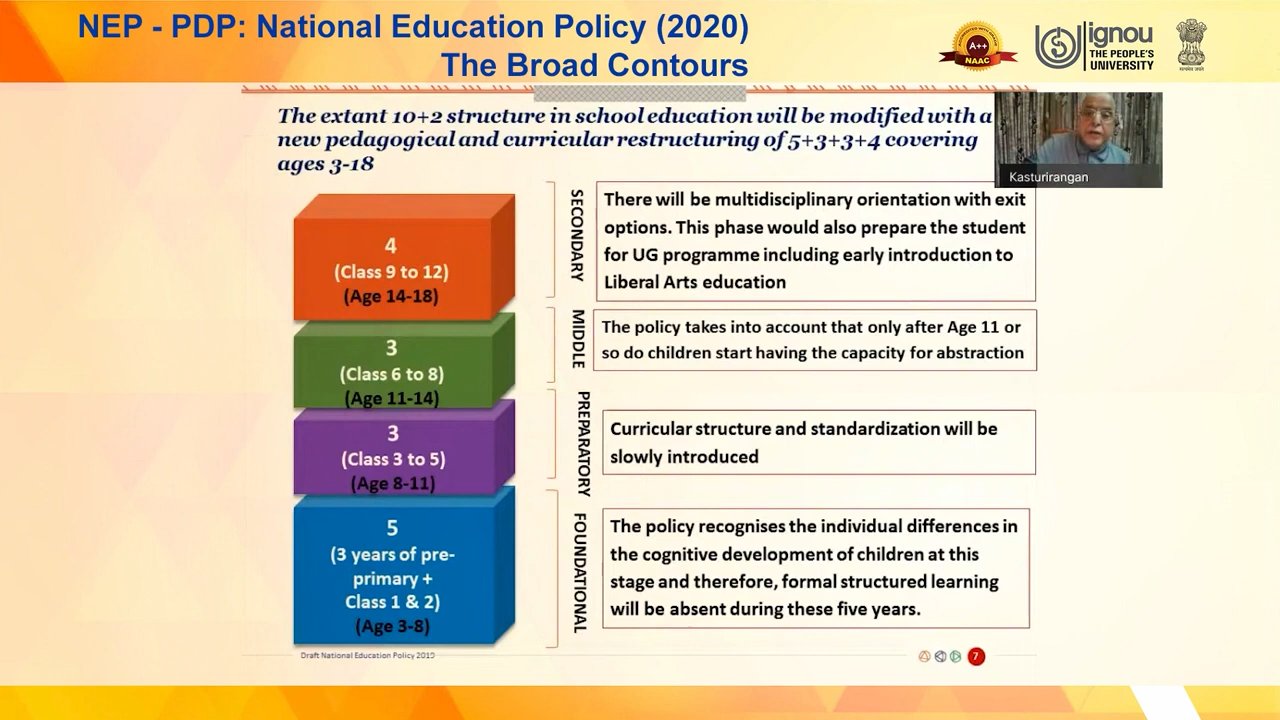 NEP - PDP: National Education Policy (2020)
The Broad Contours
A++
NAAC
ignou
THE PEOPLE'S
UNIVERSITY
सत्यमेव जयते
The extant 10+2 structure in school education will be modified with a
new pedagogical and curricular restructuring of 5+3+3+4 covering
ages 3-18
Kasturirangan
4
(Class 9 to 12)
(Age 14-18)
SECONDARY
There will be multidisciplinary orientation with exit
options. This phase would also prepare the student
for UG programme including early introduction to
Liberal Arts education
3
(Class 6 to 8)
(Age 11-14)
MIDDLE
The policy takes into account that only after Age 11 or
so do children start having the capacity for abstraction
3
(Class 3 to 5)
(Age 8-11)
PREPARATORY
Curricular structure and standardization will be
slowly introduced
5
(3 years of pre-
primary +
Class 1 & 2)
(Age 3-8)
FOUNDATIONAL
The policy recognises the individual differences in
the cognitive development of children at this
stage and therefore, formal structured learning
will be absent during these five years.
Draft National Education Policy 2019
7